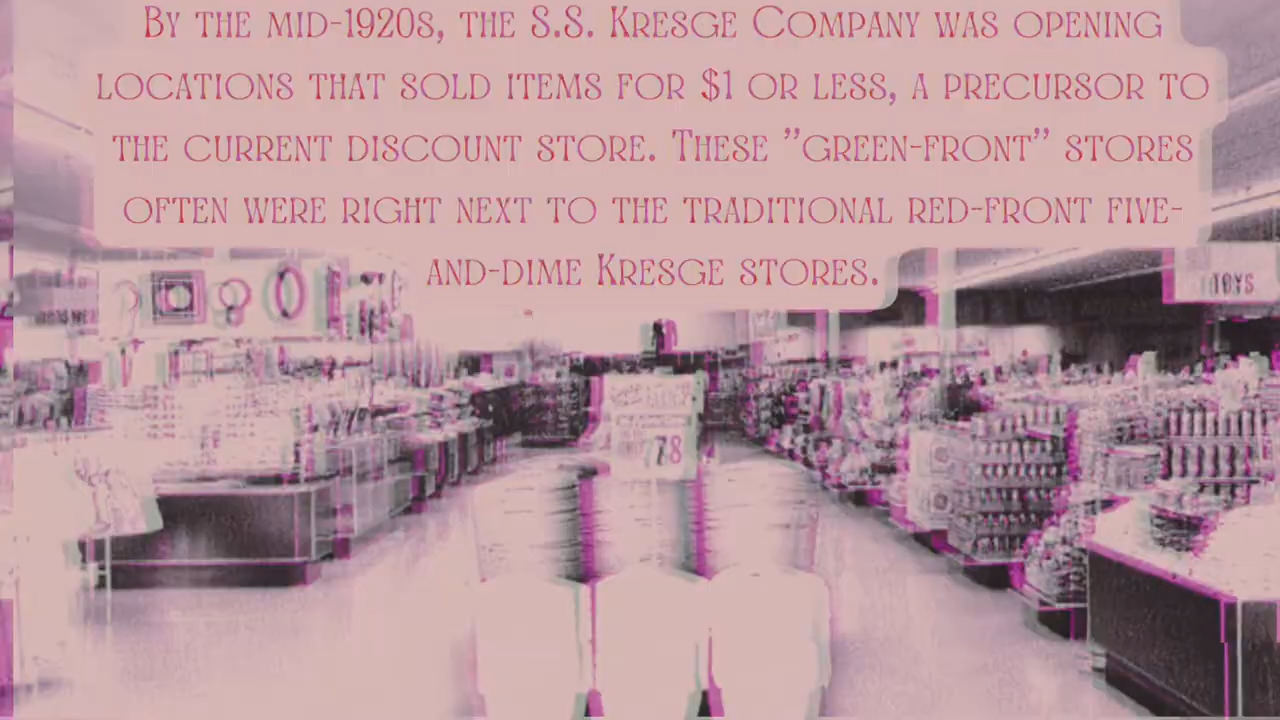 By the mid-1920s, the S.S. Kresge Company was opening
locations that sold items for $1 or less, a precursor to
the current discount store. These ”green-front” stores
often were right next to the traditional red-front five-
and-dime Kresge stores.
TOYS
78